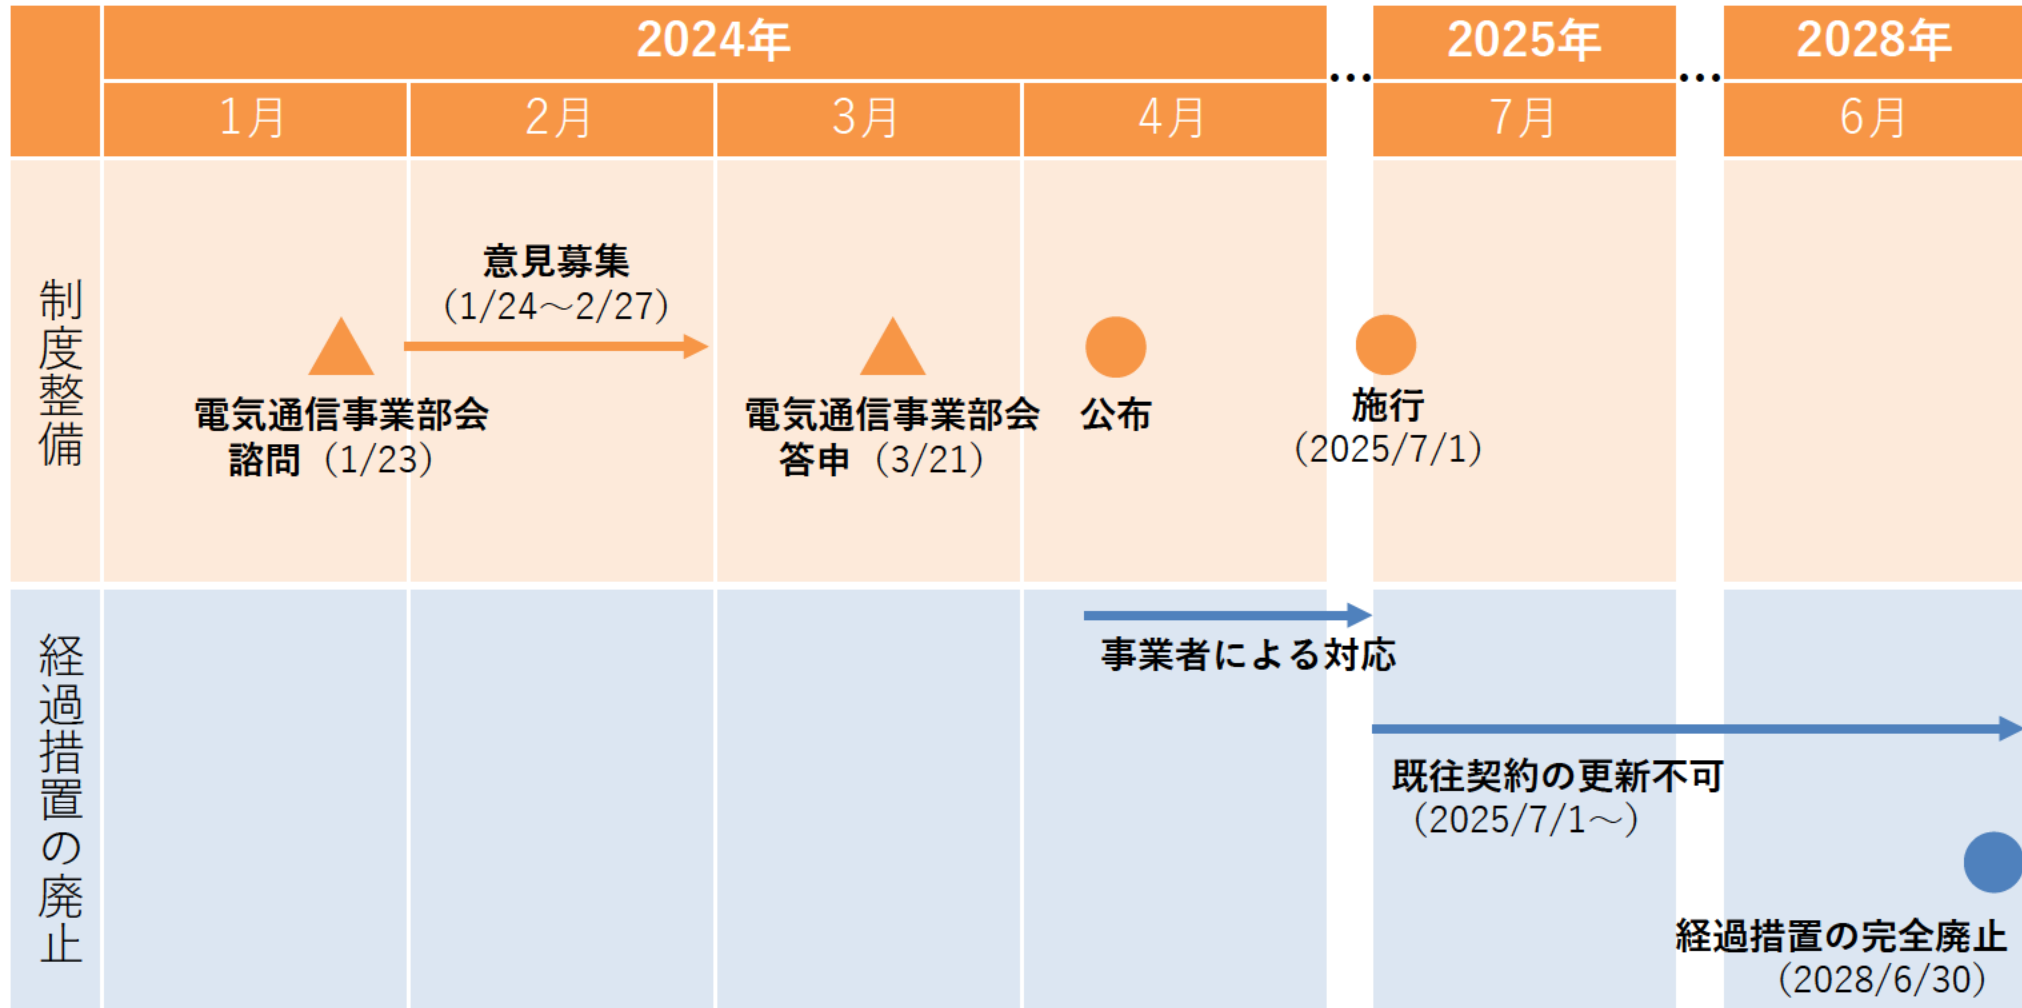 2024年
2025年
2028年
…
…
1月
2月
3月
4月
7月
6月
制度整備
意見募集
（1/24～2/27）
電気通信事業部会
諮問（1/23）
電気通信事業部会
答申（3/21）
公布
施行
（2025/7/1）
経過措置の廃止
事業者による対応
既往契約の更新不可
（2025/7/1～）
経過措置の完全廃止
（2028/6/30）